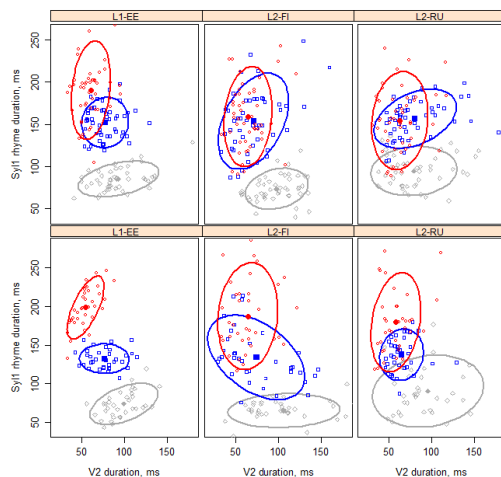 L1-EE L2-FI L2-RU
Syll1 rhyme duration, ms
250
200
150
100
50
L1-EE L2-FI L2-RU
Syll1 rhyme duration, ms
250
200
150
100
50
50 100 150 50 100 150 50 100 150
V2 duration, ms V2 duration, ms V2 duration, ms